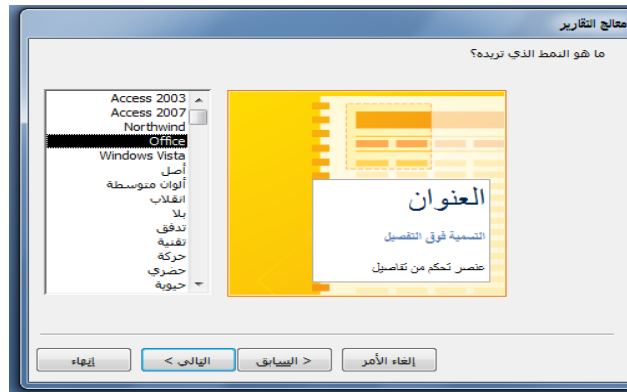 معالج التقارير
ما هو النمط الذي تريده؟
Access 2003
Access 2007
Northwind
Office
Windows Vista
أصل
ألوان متوسطة
انقلاب
بلا
تدفق
تقنية
حركة
حضري
حيوية
العنوان
التسمية فوق التفصيل
عنصر تحكم من تفاصيل
إلغاء الأمر
< السابق
التالي >
إنهاء